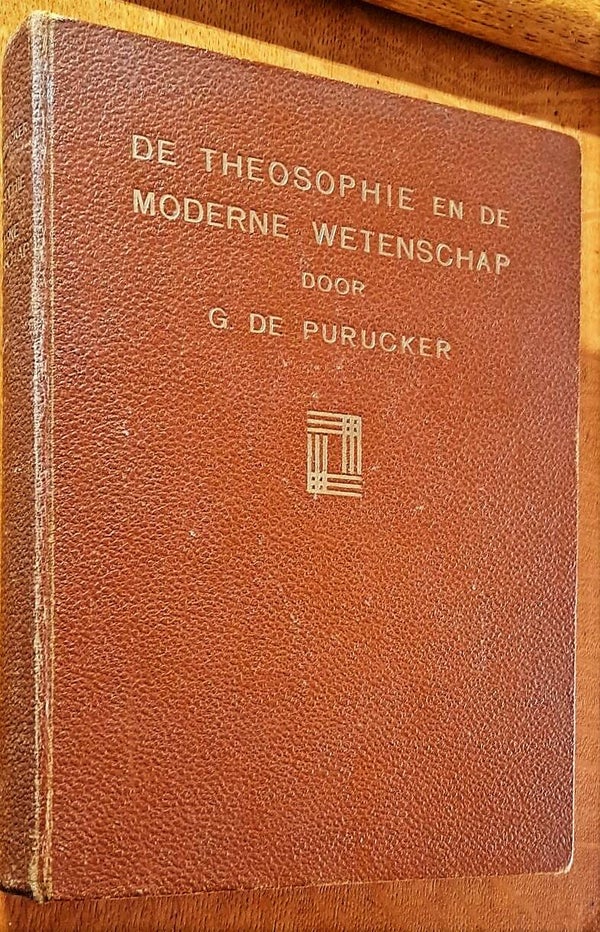 DE THEOSOPHIE EN DE
MODERNE WETENSCHAP
DOOR
G. DE PURUCKER